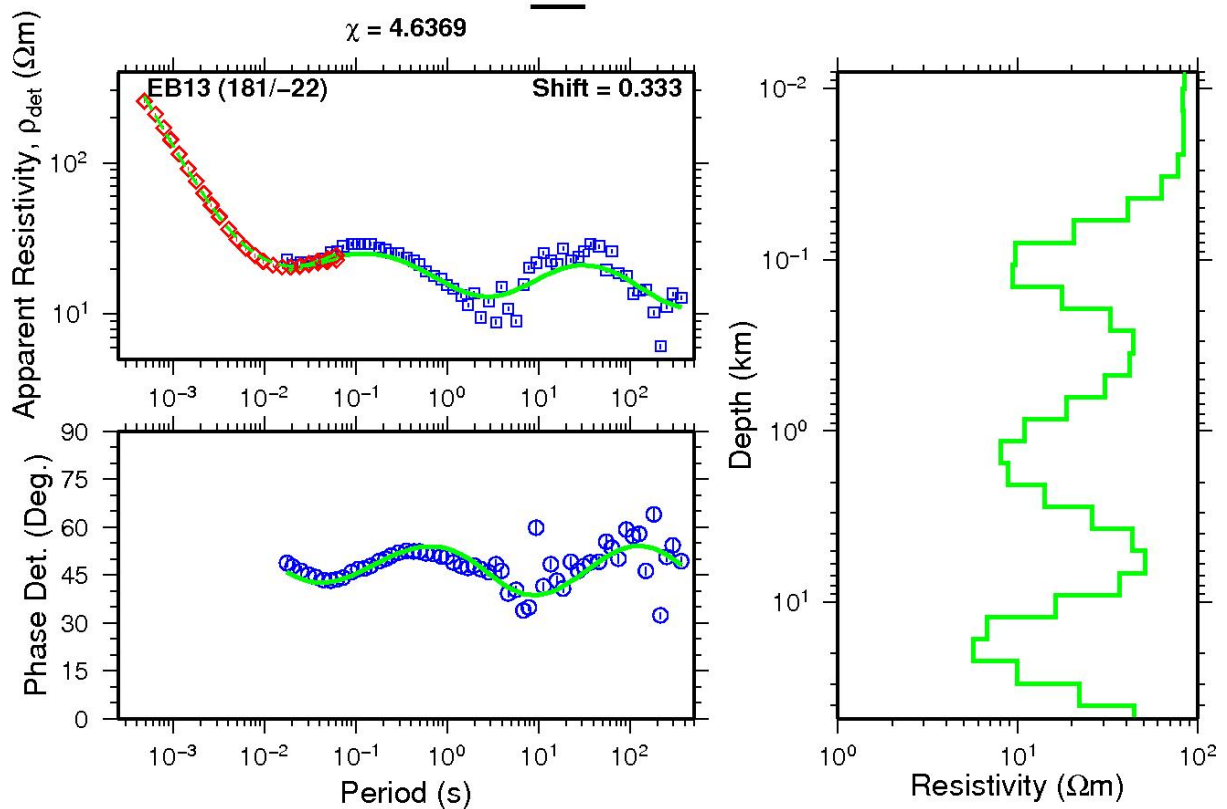 χ = 4.6369
EB13 (181/−22)
Shift = 0.333
Apparent Resistivity, ρdet (Ωm)
10²
10¹
10⁻³ 10⁻² 10⁻¹ 10⁰ 10¹ 10² 
Phase Det. (Deg.)
90
75
60
45
30
15
0
10⁻³ 10⁻² 10⁻¹ 10⁰ 10¹ 10²
Period (s)
Depth (km)
10⁻²
10⁻¹
10⁰
10¹
10⁰ 10¹ 10²
Resistivity (Ωm)